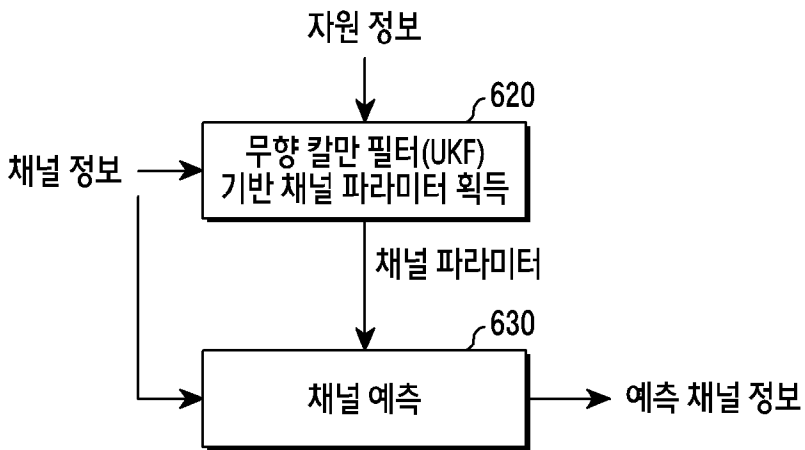 자원 정보
620
무향 칼만 필터(UKF)
기반 채널 파라미터 획득
채널 정보
채널 파라미터
630
채널 예측
예측 채널 정보